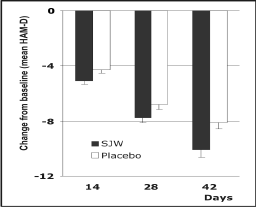 0
-4
-8
-12
Change from baseline (mean HAM-D)
SJW
Placebo
14 28 42
Days